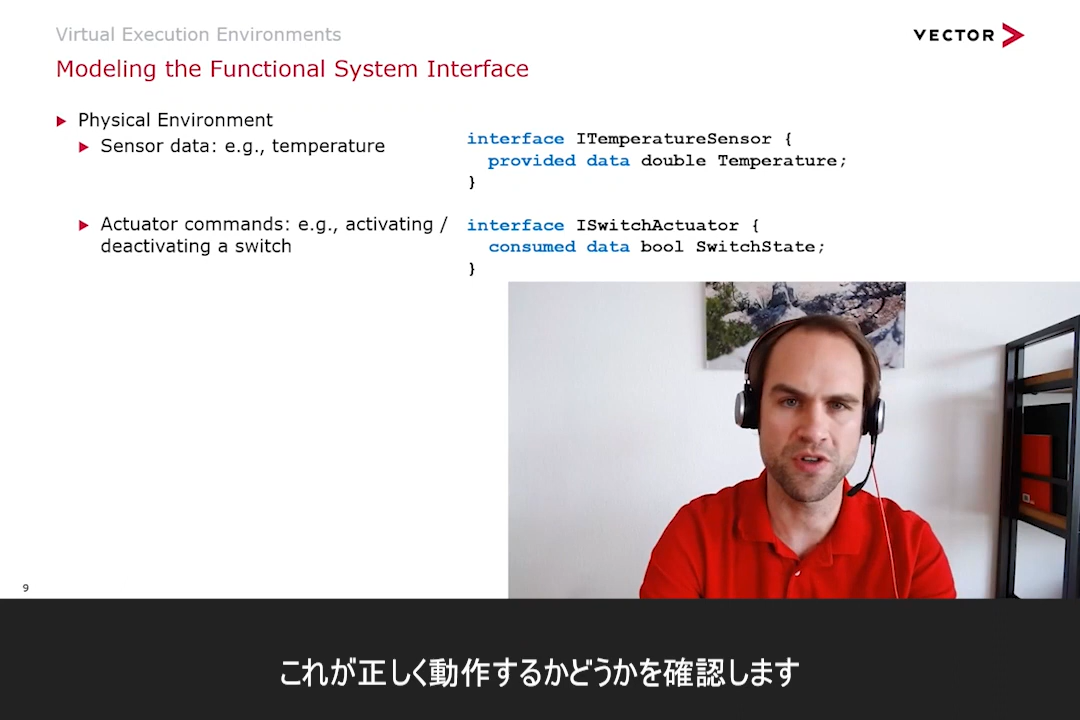 Virtual Execution Environments
VECTOR
Modeling the Functional System Interface
Physical Environment
Sensor data: e.g., temperature
interface ITemperatureSensor {
provided data double Temperature;
}
Actuator commands: e.g., activating /
deactivating a switch
interface ISwitchActuator {
consumed data bool SwitchState;
}
9
これが正しく動作するかどうかを確認します